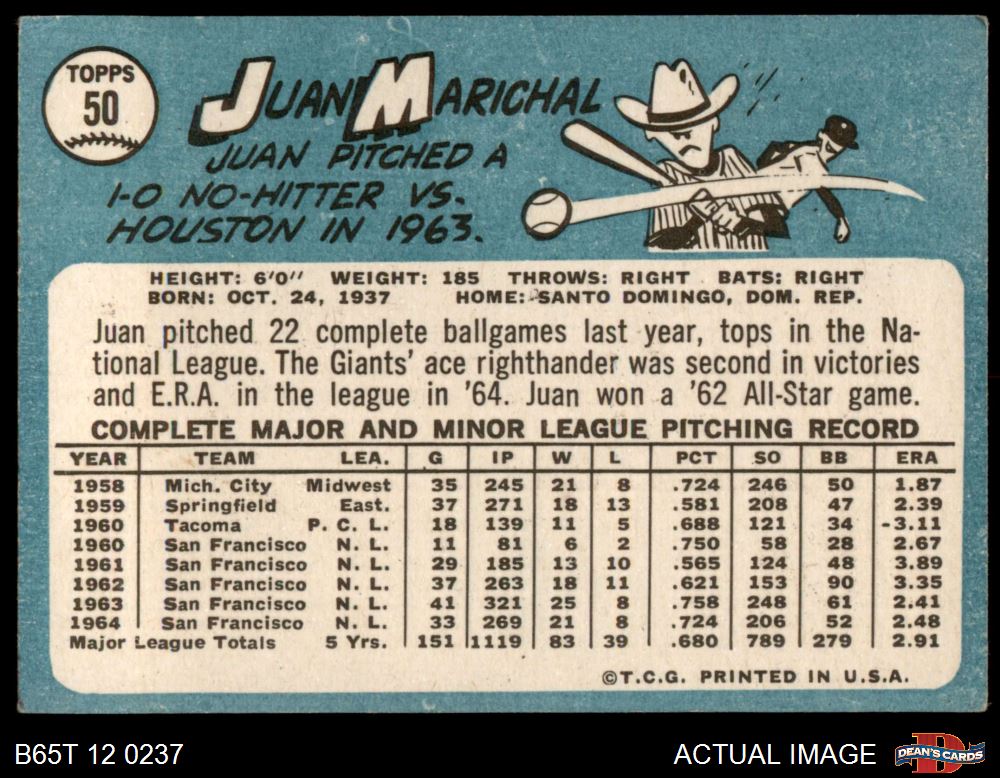 TOPPS
50
JUAN MARICHAL
JUAN PITCHED A
1-0 NO-HITTER VS.
HOUSTON IN 1963.
HEIGHT: 6'0" WEIGHT: 185 THROWS: RIGHT BATS: RIGHT
BORN: OCT. 24, 1937 HOME: SANTO DOMINGO, DOM. REP.
Juan pitched 22 complete ballgames last year, tops in the Na-
tional League. The Giants' ace righthander was second in victories
and E.R.A. in the league in '64. Juan won a '62 All-Star game.
COMPLETE MAJOR AND MINOR LEAGUE PITCHING RECORD
YEAR TEAM LEA. G IP W L PCT SO BB ERA
1958 Mich. City Midwest 35 245 21 8 .724 246 50 1.87
1959 Springfield East. 37 271 18 13 .581 208 47 2.39
1960 Tacoma P. C. L. 18 139 11 5 .688 121 34 3.11
1960 San Francisco N. L. 11 81 6 2 .750 58 28 2.67
1961 San Francisco N. L. 29 185 13 10 .565 124 48 3.89
1962 San Francisco N. L. 37 263 18 11 .621 153 90 3.35
1963 San Francisco N. L. 41 321 25 8 .758 248 61 2.41
1964 San Francisco N. L. 33 269 21 8 .724 206 52 2.48
Major League Totals 5 Yrs. 151 1119 83 39 .680 789 279 2.91
©T.C.G. PRINTED IN U.S.A.
B65T 12 0237 ACTUAL IMAGE DEAN'S CARDS